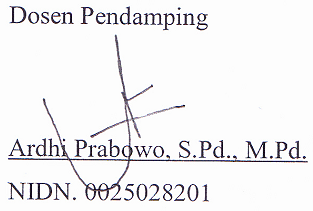 Dosen Pendamping
Ardhi Prabowo, S.Pd., M.Pd.
NIDN. 0025028201